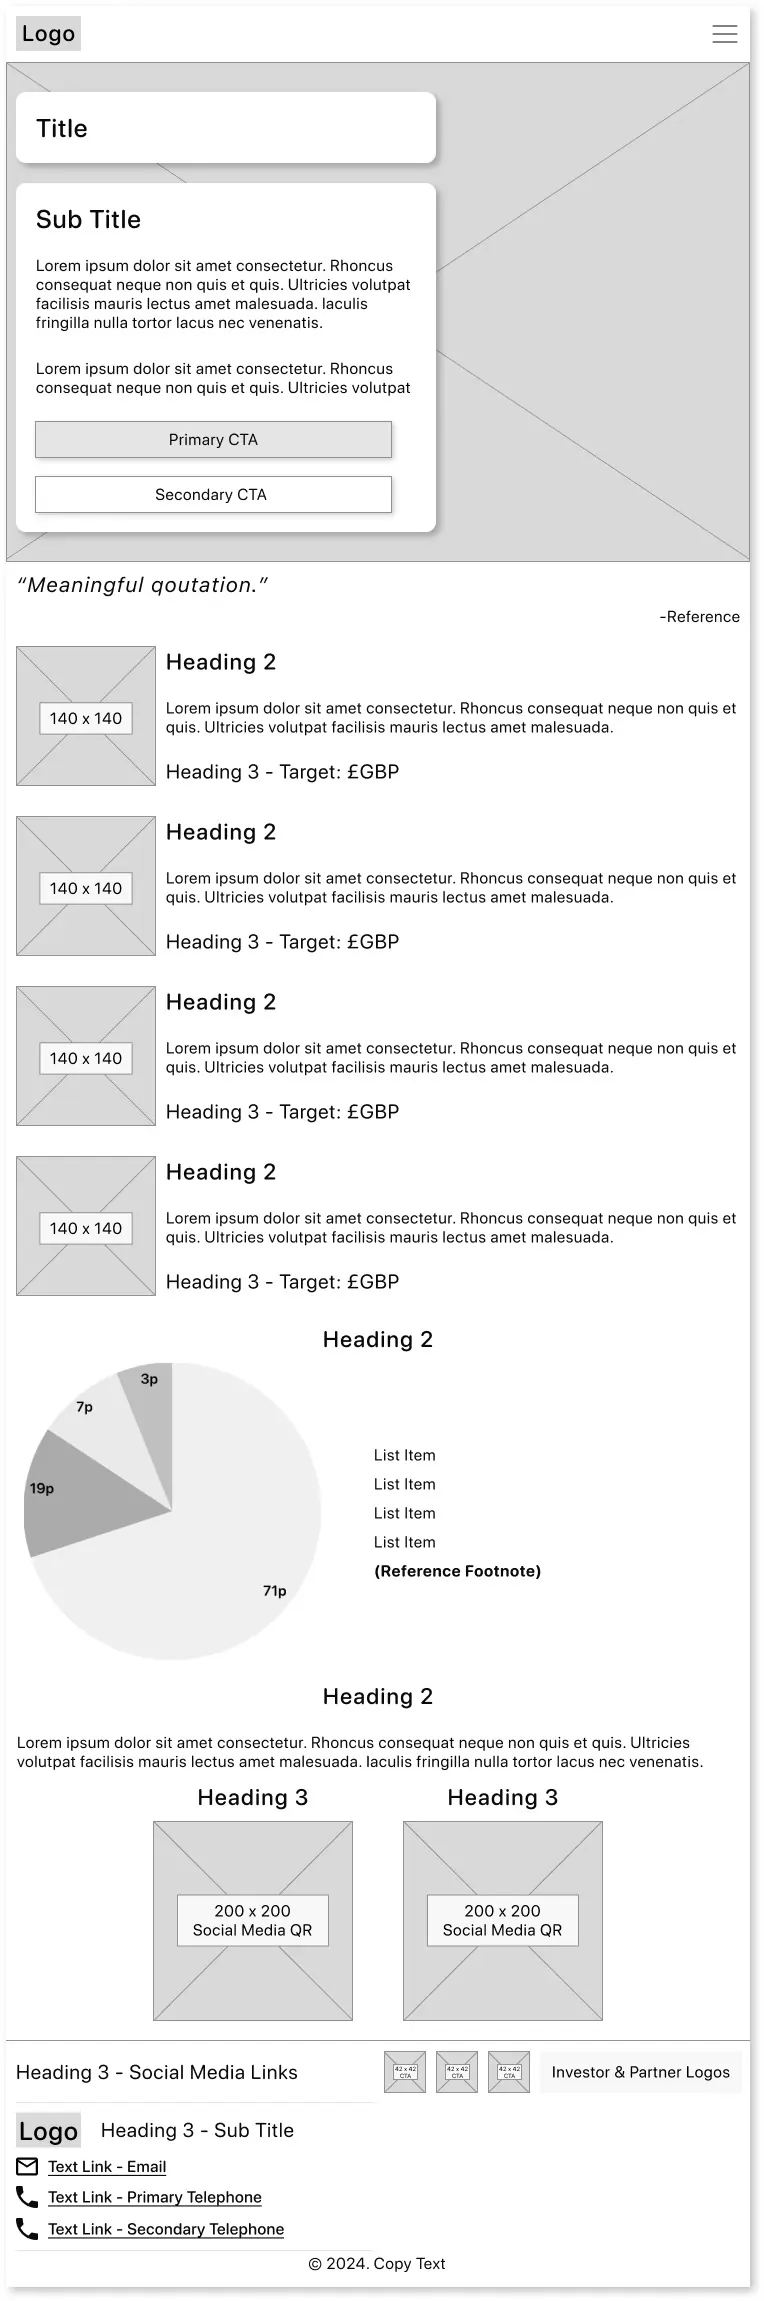 Logo
Title
Sub Title
Lorem ipsum dolor sit amet consectetur. Rhoncus
consequat neque non quis et quis. Ultricies volutpat
facilisis mauris lectus amet malesuada. Iaculis
fringilla nulla tortor lacus nec venenatis.
Lorem ipsum dolor sit amet consectetur. Rhoncus
consequat neque non quis et quis. Ultricies volutpat
Primary CTA
Secondary CTA
“Meaningful qoutation.”
-Reference
140 x 140
Heading 2
Lorem ipsum dolor sit amet consectetur. Rhoncus consequat neque non quis et
quis. Ultricies volutpat facilisis mauris lectus amet malesuada.
Heading 3 - Target: £GBP
140 x 140
Heading 2
Lorem ipsum dolor sit amet consectetur. Rhoncus consequat neque non quis et
quis. Ultricies volutpat facilisis mauris lectus amet malesuada.
Heading 3 - Target: £GBP
140 x 140
Heading 2
Lorem ipsum dolor sit amet consectetur. Rhoncus consequat neque non quis et
quis. Ultricies volutpat facilisis mauris lectus amet malesuada.
Heading 3 - Target: £GBP
140 x 140
Heading 2
Lorem ipsum dolor sit amet consectetur. Rhoncus consequat neque non quis et
quis. Ultricies volutpat facilisis mauris lectus amet malesuada.
Heading 3 - Target: £GBP
Heading 2
3p
7p
19p
71p
List Item
List Item
List Item
List Item
(Reference Footnote)
Heading 2
Lorem ipsum dolor sit amet consectetur. Rhoncus consequat neque non quis et quis. Ultricies
volutpat facilisis mauris lectus amet malesuada. Iaculis fringilla nulla tortor lacus nec venenatis.
Heading 3
Heading 3
200 x 200
Social Media QR
200 x 200
Social Media QR
Heading 3 - Social Media Links
42 x 42
CTA
42 x 42
CTA
42 x 42
CTA
Investor & Partner Logos
Logo
Heading 3 - Sub Title
Text Link - Email
Text Link - Primary Telephone
Text Link - Secondary Telephone
© 2024. Copy Text